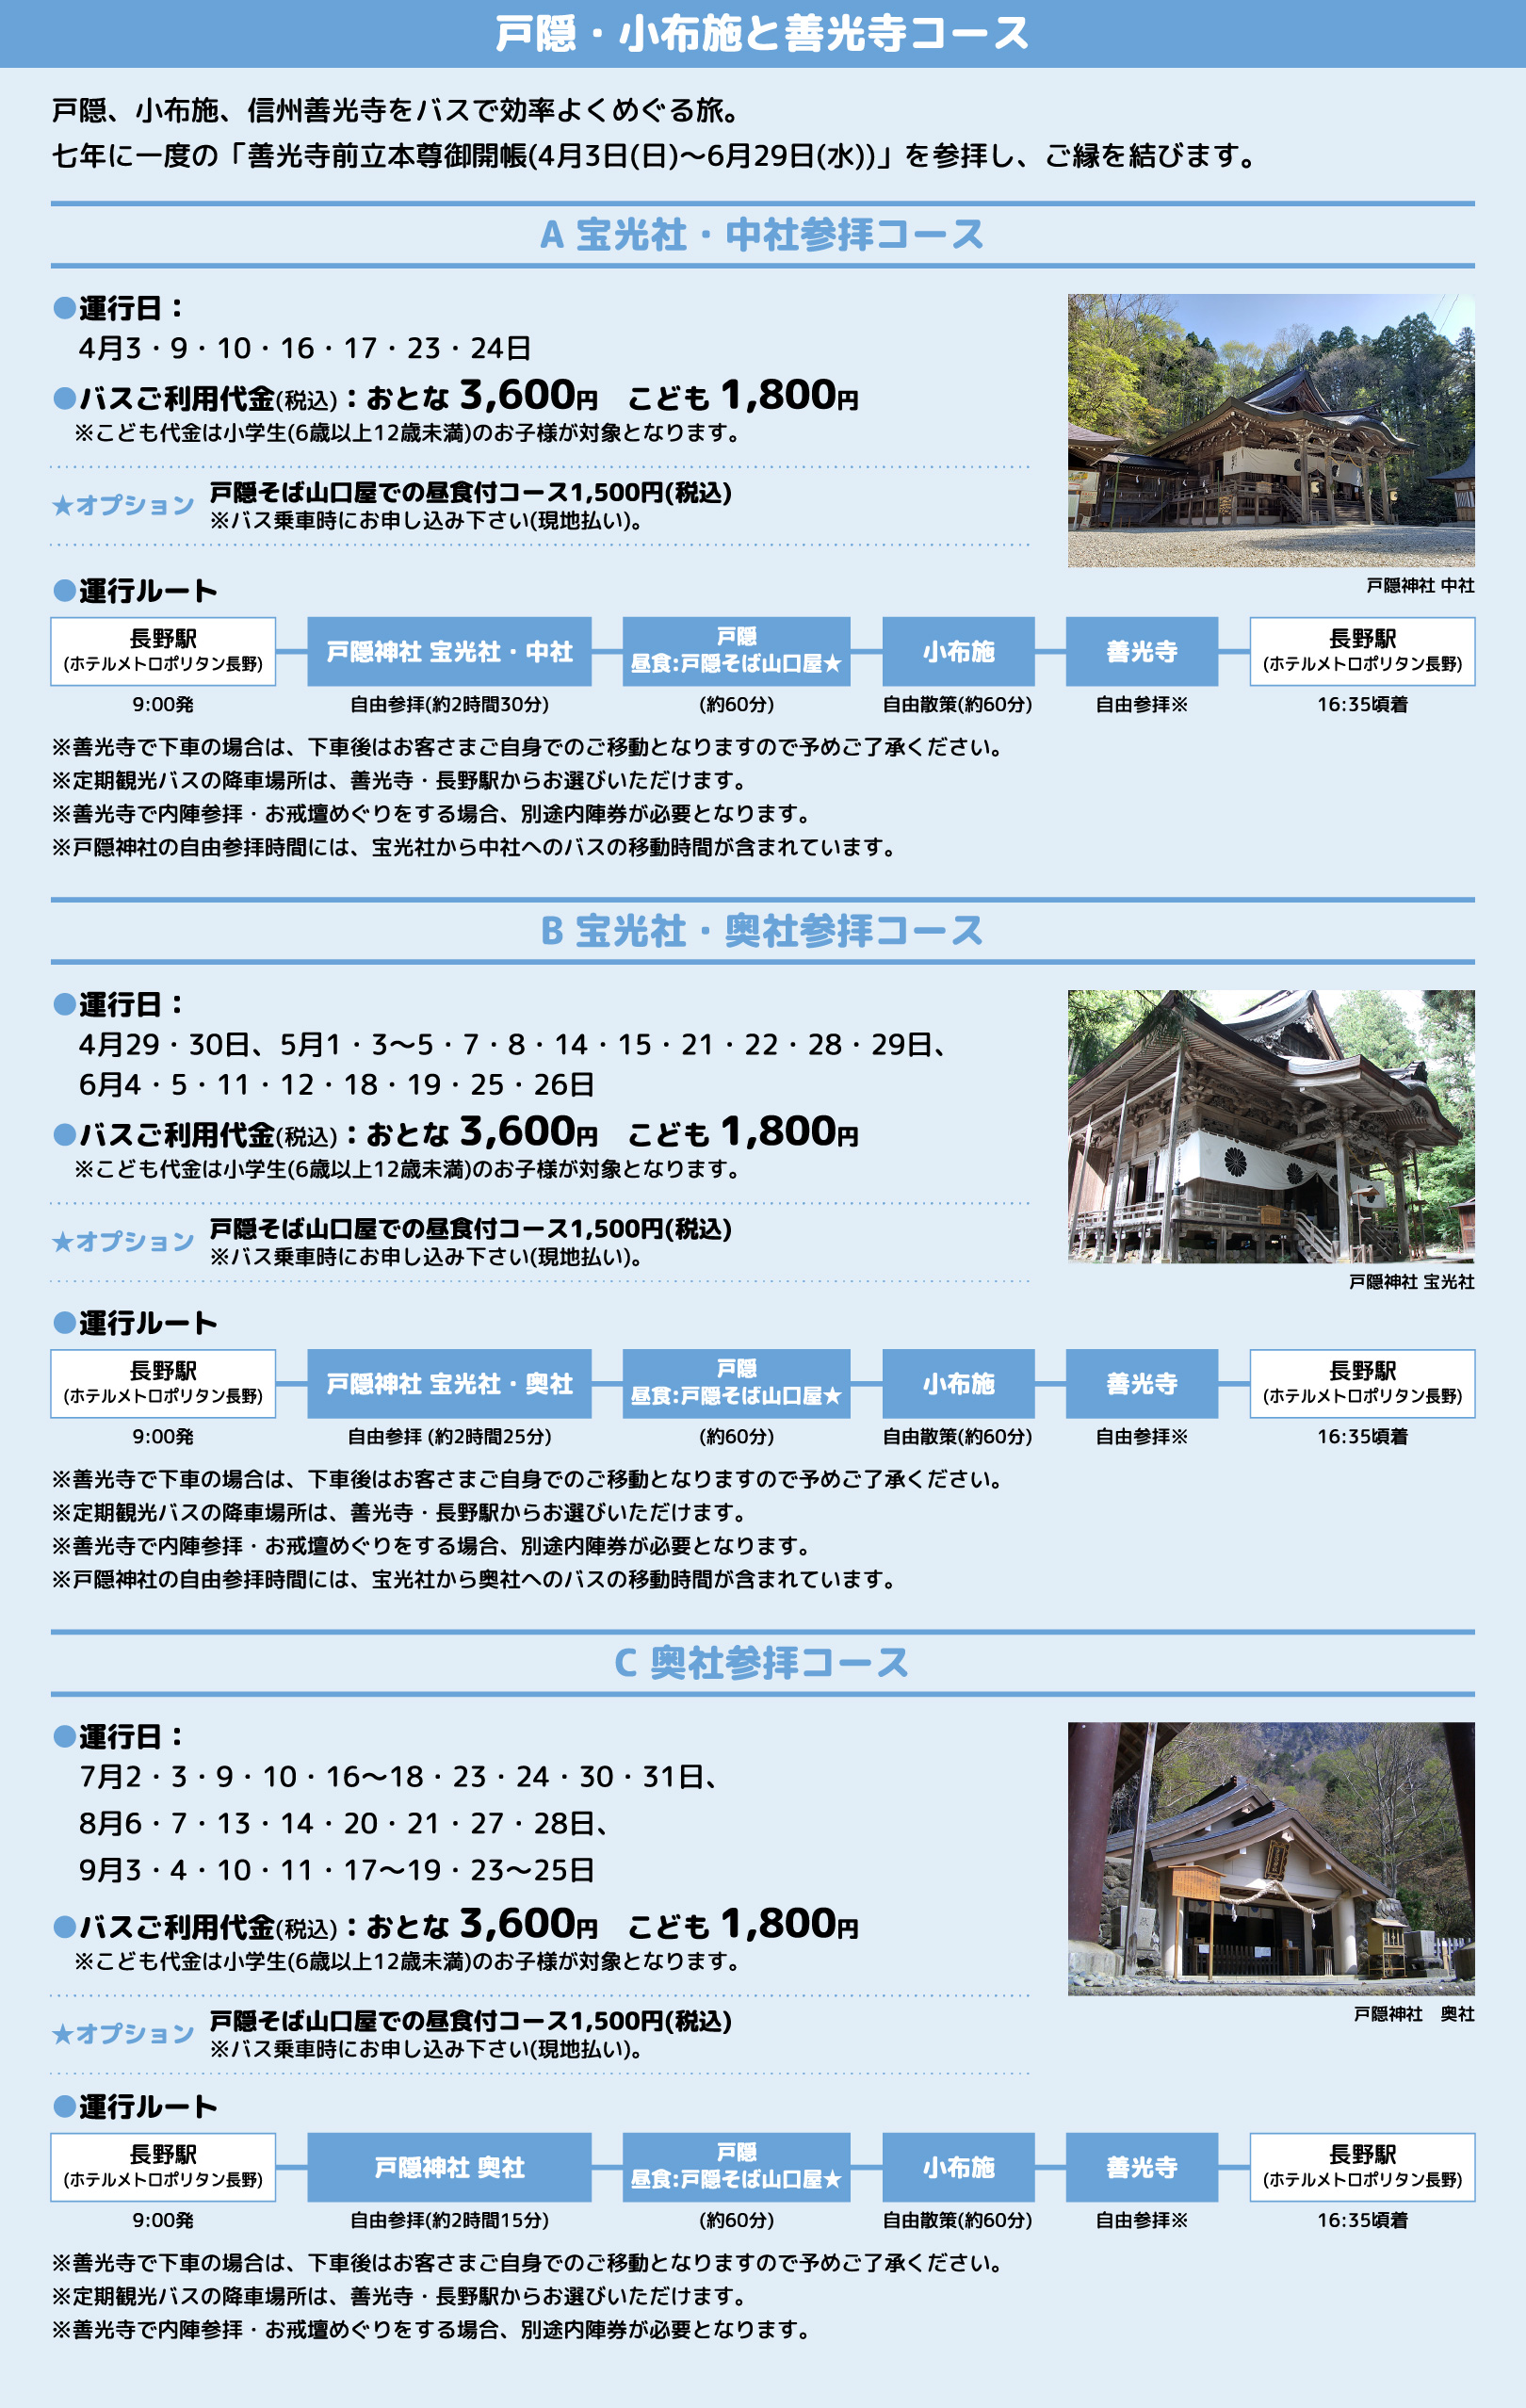 戸隠・小布施と善光寺コース
戸隠、小布施、信州善光寺をバスで効率よくめぐる旅。
七年に一度の「善光寺前立本尊御開帳(4月3日(日)〜6月29日(水))」を参拝し、ご縁を結びます。
A 宝光社・中社参拝コース
●運行日：
4月3・9・10・16・17・23・24日
●バスご利用代金(税込)：おとな 3,600円　こども 1,800円
※こども代金は小学生(6歳以上12歳未満)のお子様が対象となります。
★オプション
戸隠そば山口屋での昼食付コース1,500円(税込)
※バス乗車時にお申し込み下さい(現地払い)。
戸隠神社 中社
●運行ルート
長野駅
(ホテルメトロポリタン長野)
9:00発
戸隠神社 宝光社・中社
自由参拝(約2時間30分)
戸隠
昼食:戸隠そば山口屋★
(約60分)
小布施
自由散策(約60分)
善光寺
自由参拝※
長野駅
(ホテルメトロポリタン長野)
16:35頃着
※善光寺で下車の場合は、下車後はお客さまご自身でのご移動となりますので予めご了承ください。
※定期観光バスの降車場所は、善光寺・長野駅からお選びいただけます。
※善光寺で内陣参拝・お戒壇めぐりをする場合、別途内陣券が必要となります。
※戸隠神社の自由参拝時間には、宝光社から中社へのバスの移動時間が含まれています。
B 宝光社・奥社参拝コース
●運行日：
4月29・30日、5月1・3〜5・7・8・14・15・21・22・28・29日、
6月4・5・11・12・18・19・25・26日
●バスご利用代金(税込)：おとな 3,600円　こども 1,800円
※こども代金は小学生(6歳以上12歳未満)のお子様が対象となります。
★オプション
戸隠そば山口屋での昼食付コース1,500円(税込)
※バス乗車時にお申し込み下さい(現地払い)。
戸隠神社 宝光社
●運行ルート
長野駅
(ホテルメトロポリタン長野)
9:00発
戸隠神社 宝光社・奥社
自由参拝 (約2時間25分)
戸隠
昼食:戸隠そば山口屋★
(約60分)
小布施
自由散策(約60分)
善光寺
自由参拝※
長野駅
(ホテルメトロポリタン長野)
16:35頃着
※善光寺で下車の場合は、下車後はお客さまご自身でのご移動となりますので予めご了承ください。
※定期観光バスの降車場所は、善光寺・長野駅からお選びいただけます。
※善光寺で内陣参拝・お戒壇めぐりをする場合、別途内陣券が必要となります。
※戸隠神社の自由参拝時間には、宝光社から奥社へのバスの移動時間が含まれています。
C 奥社参拝コース
●運行日：
7月2・3・9・10・16〜18・23・24・30・31日、
8月6・7・13・14・20・21・27・28日、
9月3・4・10・11・17〜19・23〜25日
●バスご利用代金(税込)：おとな 3,600円　こども 1,800円
※こども代金は小学生(6歳以上12歳未満)のお子様が対象となります。
★オプション
戸隠そば山口屋での昼食付コース1,500円(税込)
※バス乗車時にお申し込み下さい(現地払い)。
戸隠神社　奥社
●運行ルート
長野駅
(ホテルメトロポリタン長野)
9:00発
戸隠神社 奥社
自由参拝(約2時間15分)
戸隠
昼食:戸隠そば山口屋★
(約60分)
小布施
自由散策(約60分)
善光寺
自由参拝※
長野駅
(ホテルメトロポリタン長野)
16:35頃着
※善光寺で下車の場合は、下車後はお客さまご自身でのご移動となりますので予めご了承ください。
※定期観光バスの降車場所は、善光寺・長野駅からお選びいただけます。
※善光寺で内陣参拝・お戒壇めぐりをする場合、別途内陣券が必要となります。